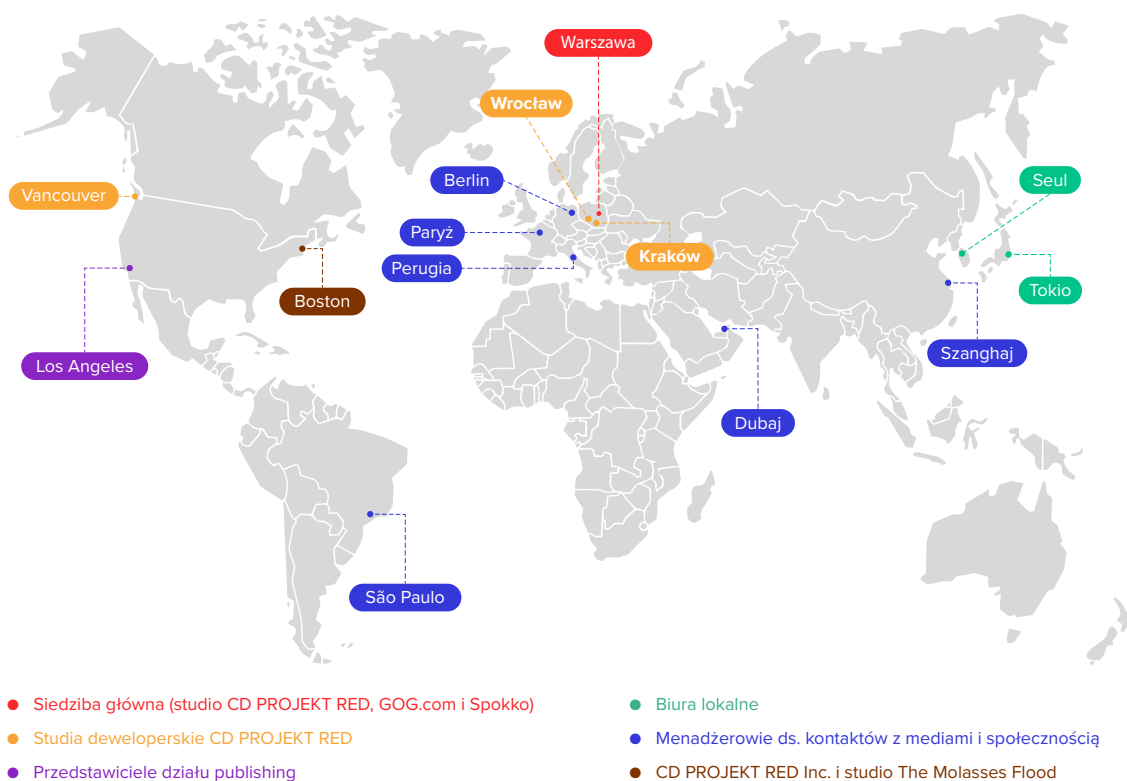 Warszawa
Wrocław
Berlin
Seul
Vancouver
Paryż
Kraków
Perugia
Tokio
Boston
Szanghaj
Los Angeles
Dubaj
São Paulo
Siedziba główna (studio CD PROJEKT RED, GOG.com i Spokko)
Studia deweloperskie CD PROJEKT RED
Przedstawiciele działu publishing
Biura lokalne
Menadżerowie ds. kontaktów z mediami i społecznością
CD PROJEKT RED Inc. i studio The Molasses Flood